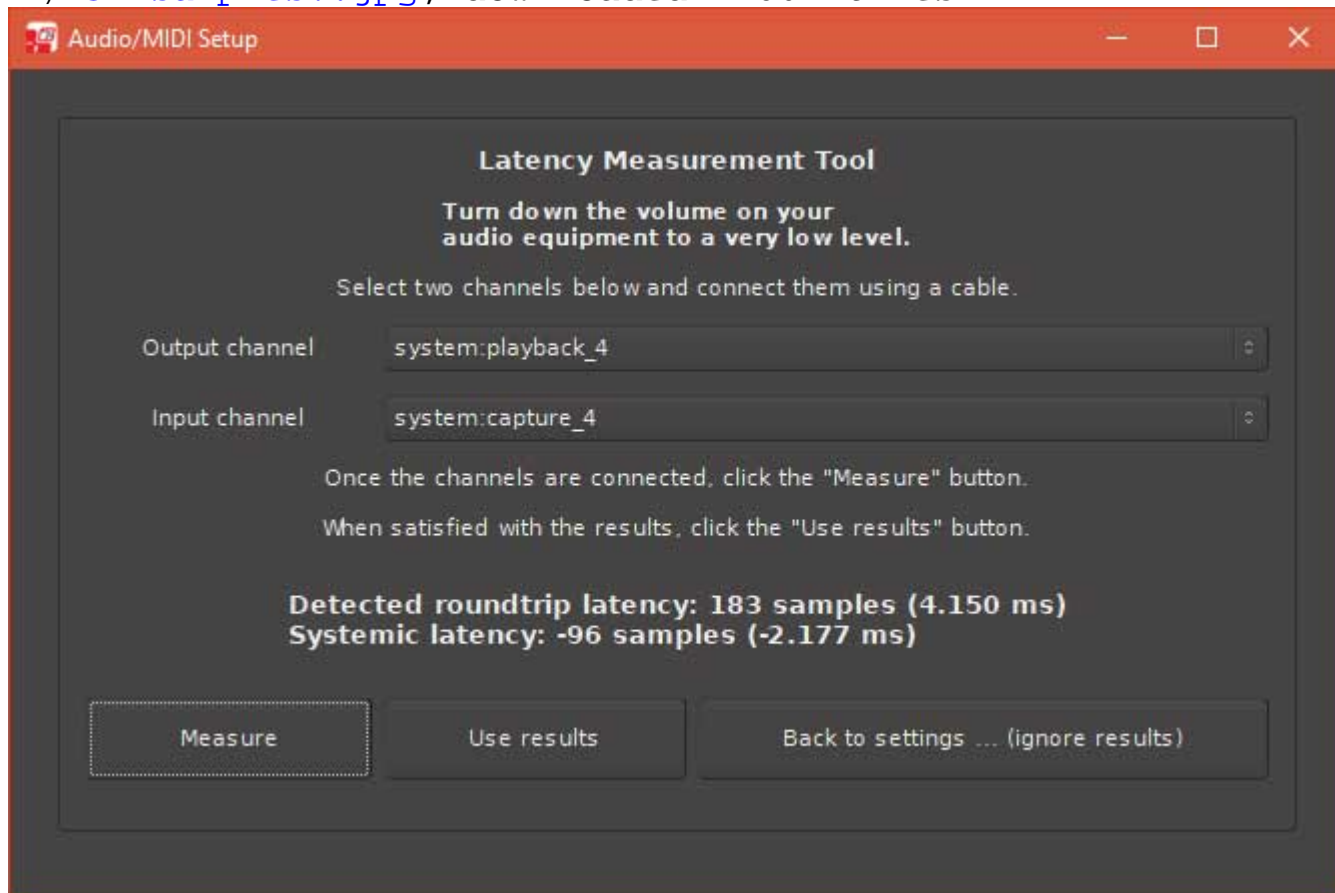 Audio/MIDI Setup
Latency Measurement Tool
Turn down the volume on your
audio equipment to a very low level.
Select two channels below and connect them using a cable.
Output channel system:playback_4
Input channel system:capture_4
Once the channels are connected, click the "Measure" button.
When satisfied with the results, click the "Use results" button.
Detected roundtrip latency: 183 samples (4.150 ms)
Systemic latency: -96 samples (-2.177 ms)
Measure Use results Back to settings ... (ignore results)